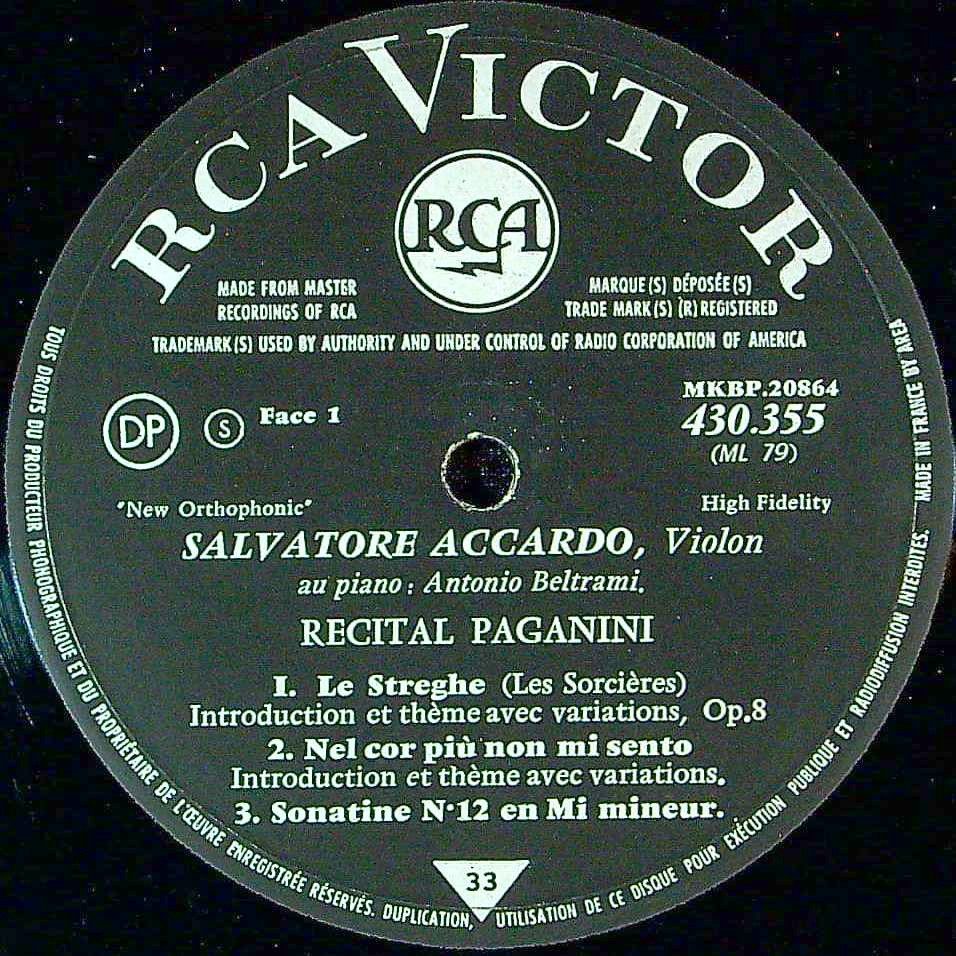 RCA VICTOR
RCA
MADE FROM MASTER
RECORDINGS OF RCA
MARQUE(S) DÉPOSÉE(S)
TRADE MARK(S) (R) REGISTERED
TRADEMARK(S) USED BY AUTHORITY AND UNDER CONTROL OF RADIO CORPORATION OF AMERICA
DP
S
Face 1
MKBP.20864
430.355
(ML 79)
"New Orthophonic"
High Fidelity
SALVATORE ACCARDO, Violon
au piano : Antonio Beltrami.
RECITAL PAGANINI
1. Le Streghe (Les Sorcières)
Introduction et thème avec variations, Op.8
2. Nel cor più non mi sento
Introduction et thème avec variations.
3. Sonatine N·12 en Mi mineur.
33
TOUS DROITS DU PRODUCTEUR PHONOGRAPHIQUE ET DU PROPRIÉTAIRE DE L'ŒUVRE ENREGISTRÉE RÉSERVÉS. DUPLICATION, UTILISATION DE CE DISQUE POUR EXÉCUTION PUBLIQUE ET RADIODIFFUSION INTERDITES. MADE IN FRANCE BY AREA